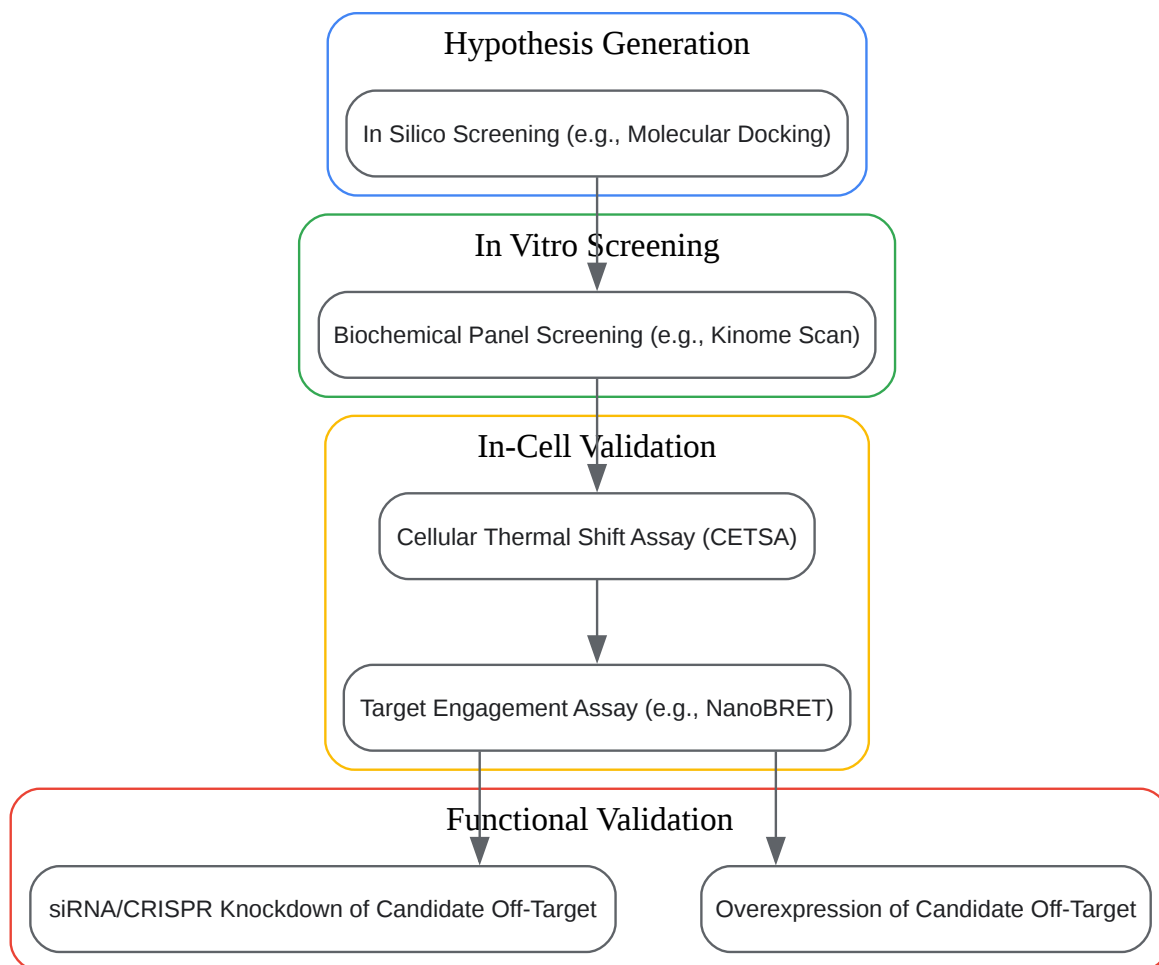 Hypothesis Generation
In Silico Screening (e.g., Molecular Docking)
In Vitro Screening
Biochemical Panel Screening (e.g., Kinome Scan)
In-Cell Validation
Cellular Thermal Shift Assay (CETSA)
Target Engagement Assay (e.g., NanoBRET)
Functional Validation
siRNA/CRISPR Knockdown of Candidate Off-Target
Overexpression of Candidate Off-Target